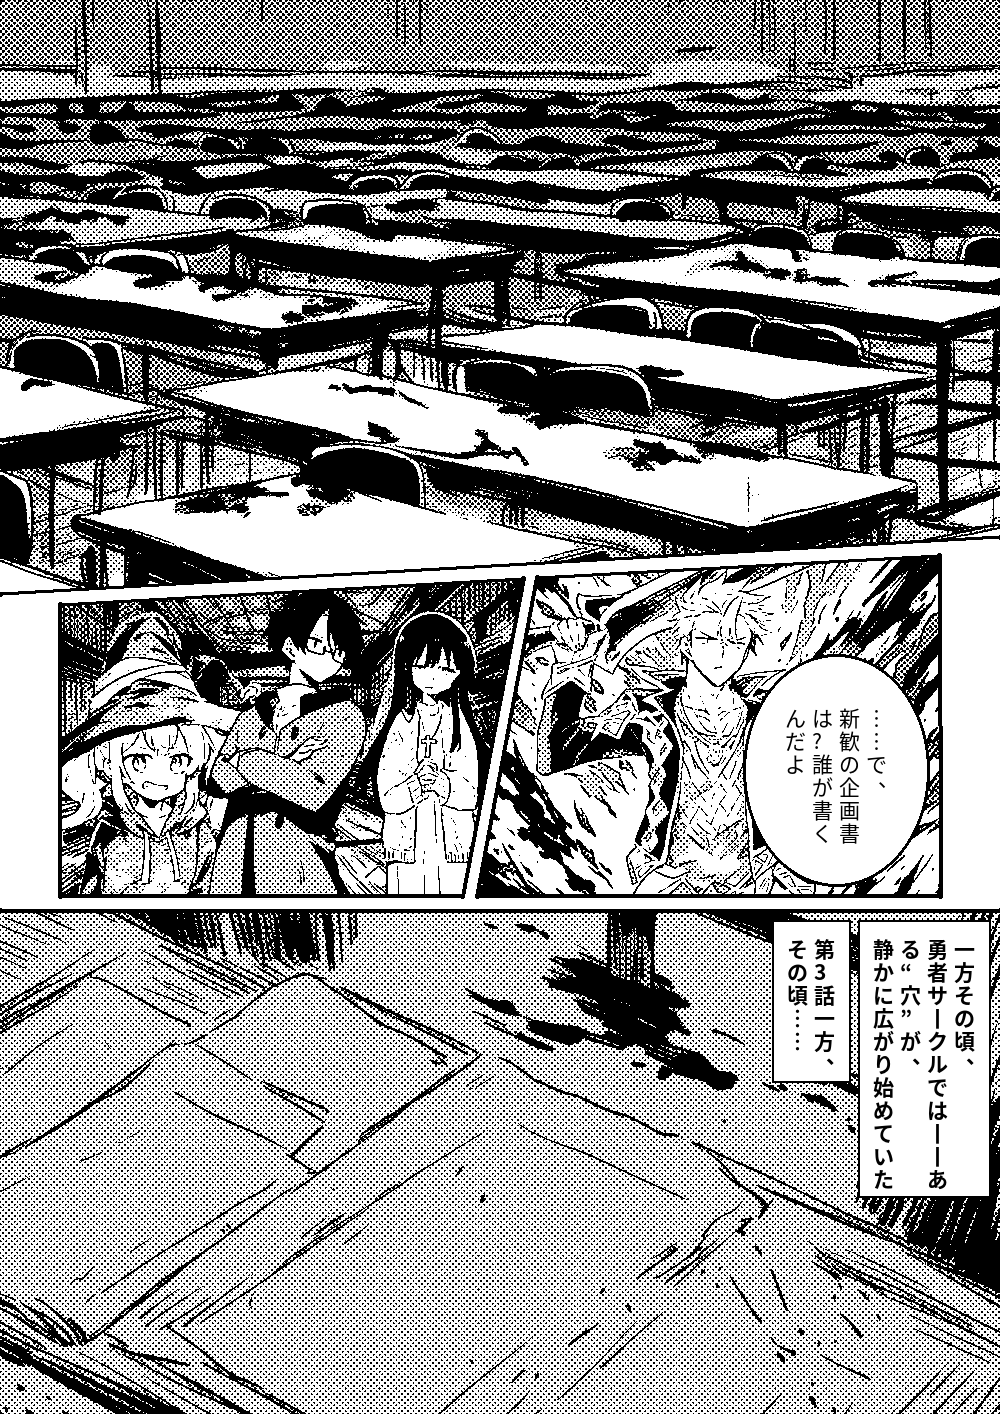 ……で、
新歓の企画書
は?誰が書く
んだよ
一方その頃、
勇者サークルでは――あ
る“穴”が、
静かに広がり始めていた
第3話一方、
その頃……